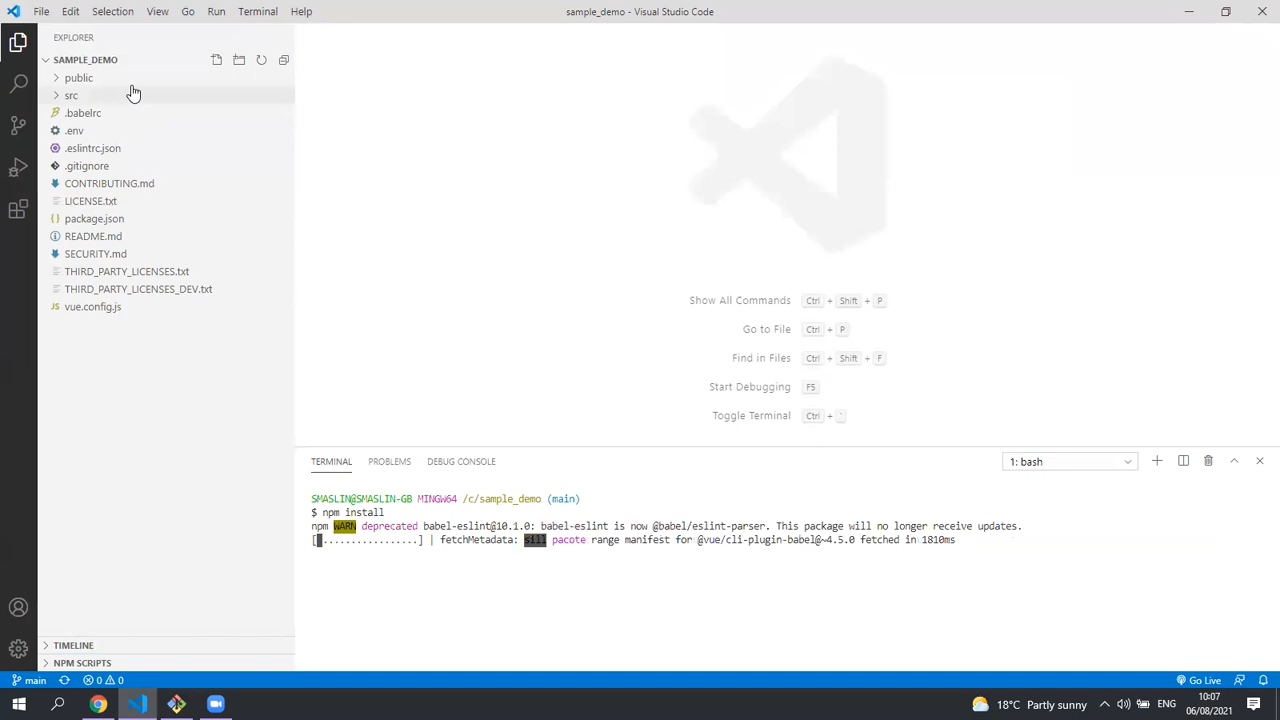 File Edit Selection View Go Run Terminal Help
sample_demo - Visual Studio Code
EXPLORER
SAMPLE_DEMO
public
src
.babelrc
.env
.eslintrc.json
.gitignore
CONTRIBUTING.md
LICENSE.txt
package.json
README.md
SECURITY.md
THIRD_PARTY_LICENSES.txt
THIRD_PARTY_LICENSES_DEV.txt
vue.config.js
Show All Commands Ctrl + Shift + P
Go to File Ctrl + P
Find in Files Ctrl + Shift + F
Start Debugging F5
Toggle Terminal Ctrl + `
TERMINAL PROBLEMS DEBUG CONSOLE
1: bash
SMASLIN@SMASLIN-GB MINGW64 /c/sample_demo (main)
$ npm install
npm WARN deprecated babel-eslint@10.1.0: babel-eslint is now @babel/eslint-parser. This package will no longer receive updates.
[ .................] | fetchMetadata: sill pacote range manifest for @vue/cli-plugin-babel@~4.5.0 fetched in 1810ms
TIMELINE
NPM SCRIPTS
main 0 0
Go Live
18°C Partly sunny
ENG
10:07
06/08/2021